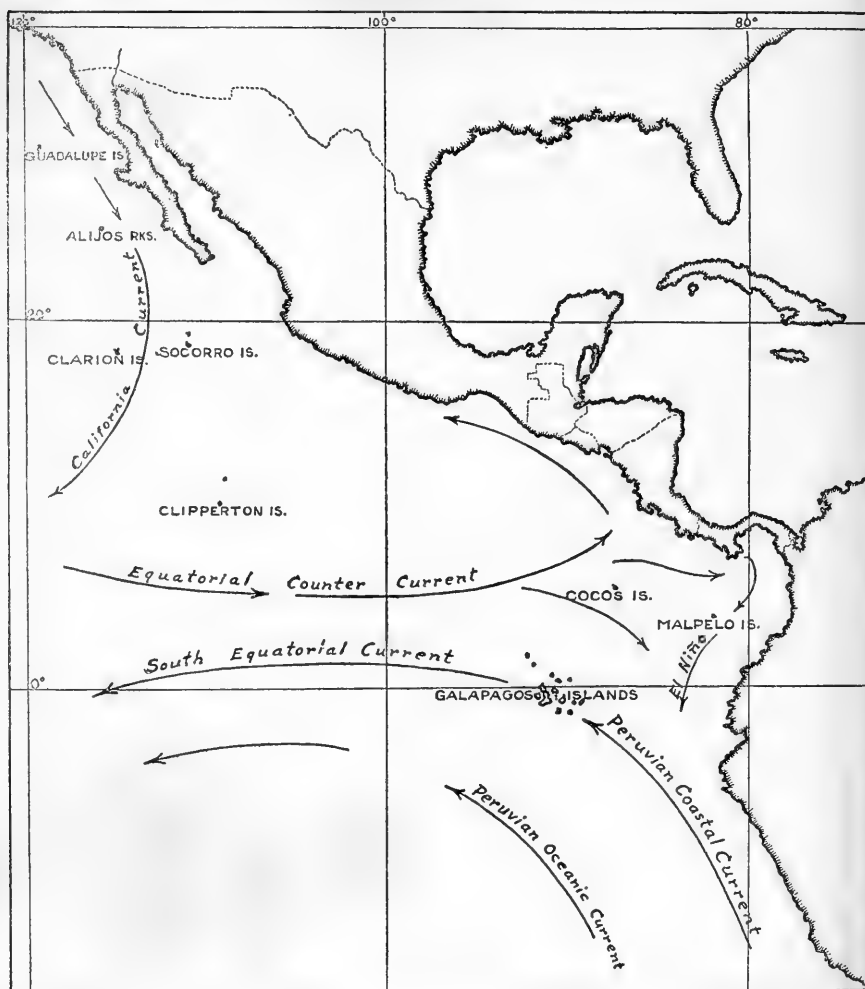 120° 100° 80°
GUADALUPE IS.
ALIJOS RKS.
20°
CLARION IS.
SOCORRO IS.
California Current
CLIPPERTON IS.
Equatorial Counter Current
COCOS IS.
MALPELO IS.
El Niño
South Equatorial Current
0°
GALAPAGOS ISLANDS
Peruvian Coastal Current
Peruvian Oceanic Current